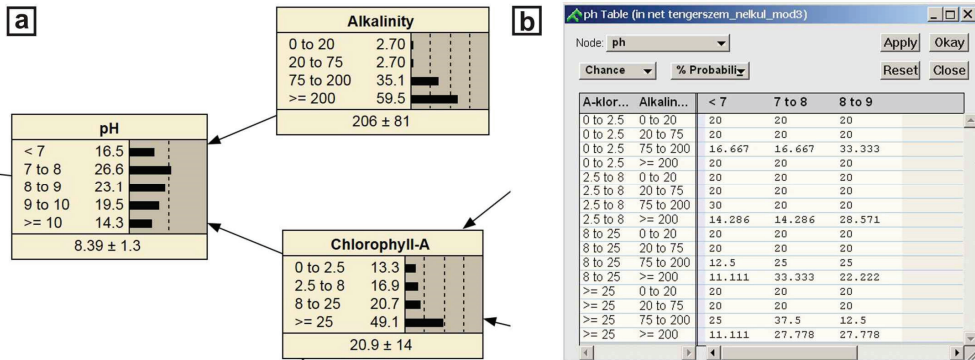 a
Alkalinity
0 to 20 2.70
20 to 75 2.70
75 to 200 35.1
>= 200 59.5
206 ± 81
pH
< 7 16.5
7 to 8 26.6
8 to 9 23.1
9 to 10 19.5
>= 10 14.3
8.39 ± 1.3
Chlorophyll-A
0 to 2.5 13.3
2.5 to 8 16.9
8 to 25 20.7
>= 25 49.1
20.9 ± 14
b
ph Table (in net tengerszem_nelkul_mod3)
Node: ph Apply Okay
Chance % Probabili Reset Close
A-klor... Alkalin... < 7 7 to 8 8 to 9
0 to 2.5 0 to 20 20 20 20
0 to 2.5 20 to 75 20 20 20
0 to 2.5 75 to 200 16.667 16.667 33.333
0 to 2.5 >= 200 20 20 20
2.5 to 8 0 to 20 20 20 20
2.5 to 8 20 to 75 20 20 20
2.5 to 8 75 to 200 30 20 20
2.5 to 8 >= 200 14.286 14.286 28.571
8 to 25 0 to 20 20 20 20
8 to 25 20 to 75 20 20 20
8 to 25 75 to 200 12.5 25 25
8 to 25 >= 200 11.111 33.333 22.222
>= 25 0 to 20 20 20 20
>= 25 20 to 75 20 20 20
>= 25 75 to 200 25 37.5 12.5
>= 25 >= 200 11.111 27.778 27.778